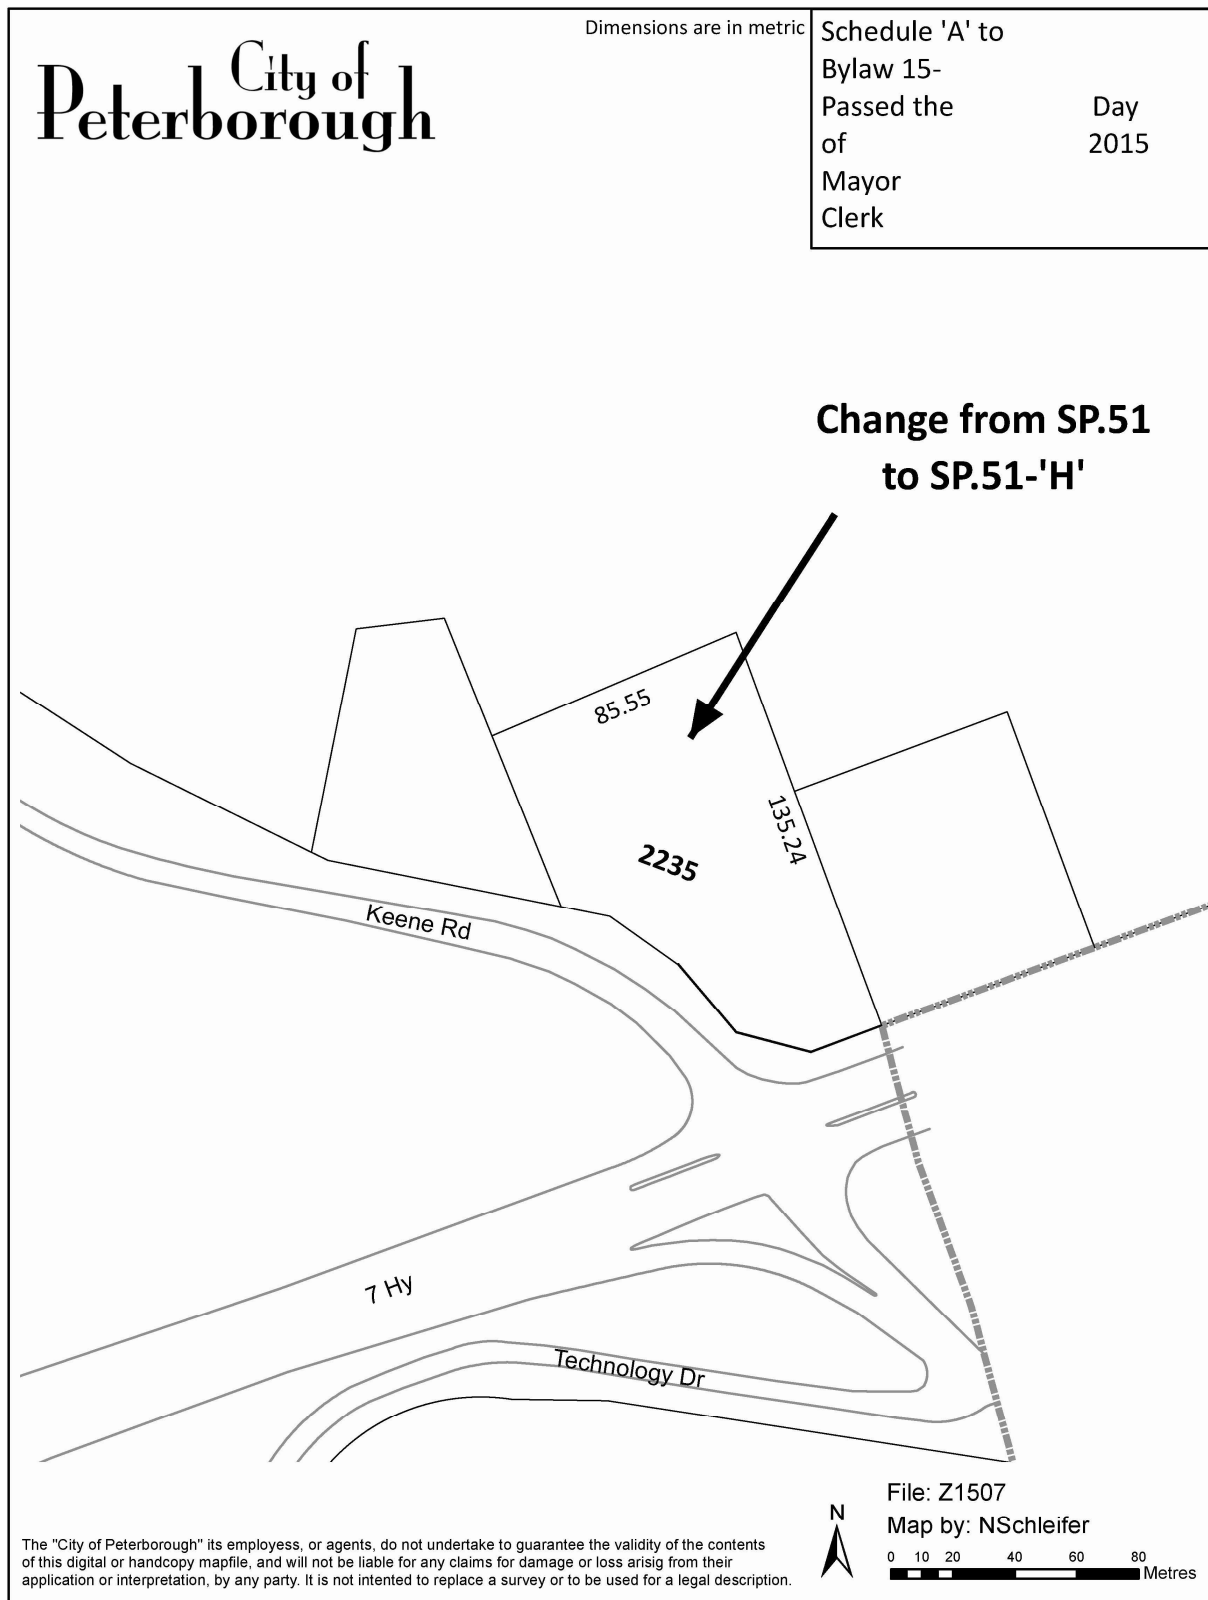 City of
Peterborough
Dimensions are in metric
Schedule 'A' to
Bylaw 15-
Passed the Day
of 2015
Mayor
Clerk
Change from SP.51
to SP.51-'H'
85.55
135.24
2235
Keene Rd
7 Hy
Technology Dr
File: Z1507
Map by: NSchleifer
N
0 10 20 40 60 80
Metres
The "City of Peterborough" its employess, or agents, do not undertake to guarantee the validity of the contents
of this digital or handcopy mapfile, and will not be liable for any claims for damage or loss arisig from their
application or interpretation, by any party. It is not intented to replace a survey or to be used for a legal description.